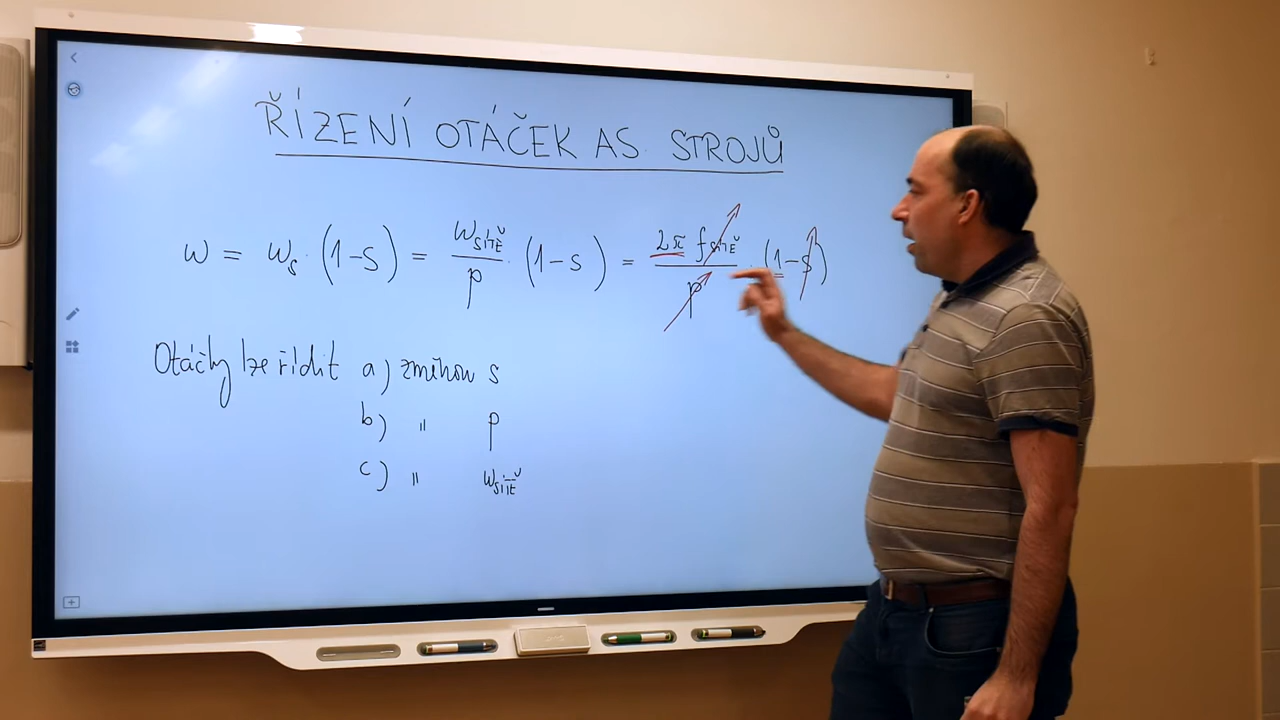 ŘÍZENÍ OTÁČEK AS. STROJŮ
ω = ωs · (1-s) = ωsítě/p · (1-s) = 2π fsítě/p · (1-s)
Otáčky lze řídit a) změnou s
b) " p
c) " ωsítě